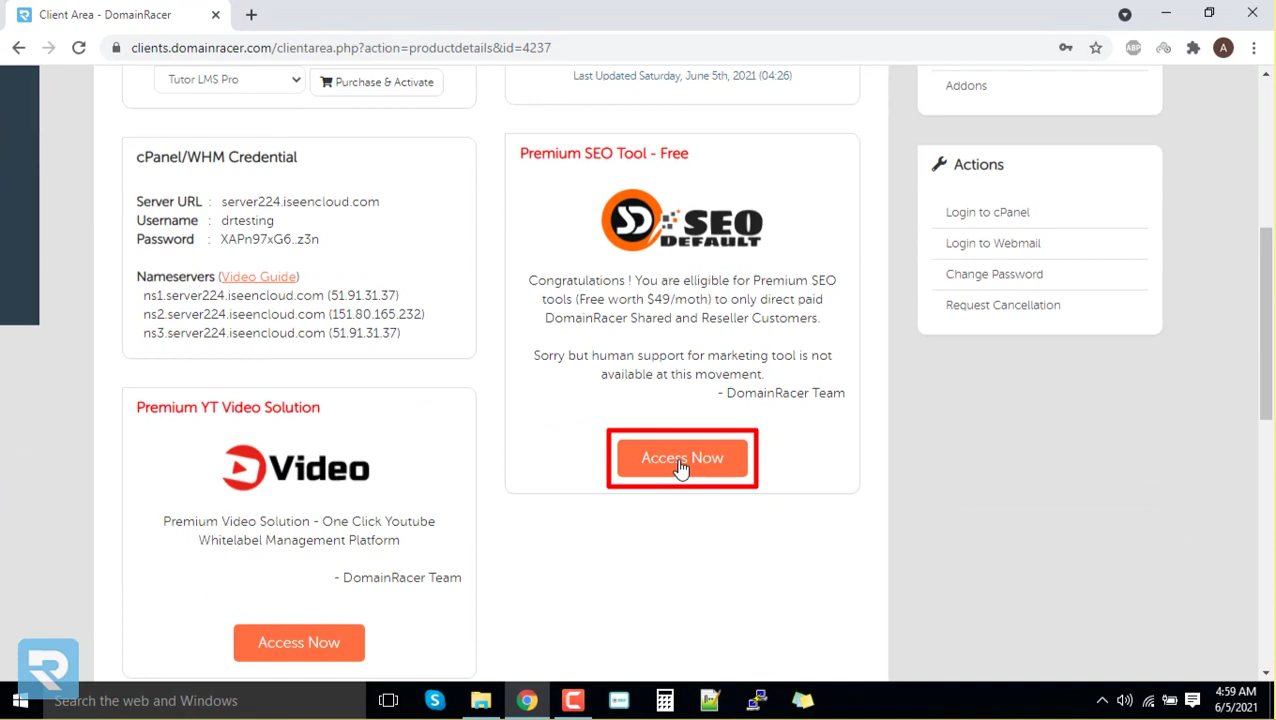 Client Area - DomainRacer
clients.domainracer.com/clientarea.php?action=productdetails&id=4237
ABP
A
Tutor LMS Pro
Purchase & Activate
Last Updated Saturday, June 5th, 2021 (04:26)
Addons
cPanel/WHM Credential
Server URL : server224.iseencloud.com
Username : drtesting
Password : XAPn97xG6..z3n
Nameservers (Video Guide)
ns1.server224.iseencloud.com (51.91.31.37)
ns2.server224.iseencloud.com (151.80.165.232)
ns3.server224.iseencloud.com (51.91.31.37)
Premium SEO Tool - Free
SD SEO
DEFAULT
Congratulations ! You are elligible for Premium SEO
tools (Free worth $49/moth) to only direct paid
DomainRacer Shared and Reseller Customers.
Sorry but human support for marketing tool is not
available at this movement.
- DomainRacer Team
Access Now
Actions
Login to cPanel
Login to Webmail
Change Password
Request Cancellation
Premium YT Video Solution
Video
Premium Video Solution - One Click Youtube
Whitelabel Management Platform
- DomainRacer Team
Access Now
Search the web and Windows
4:59 AM
6/5/2021